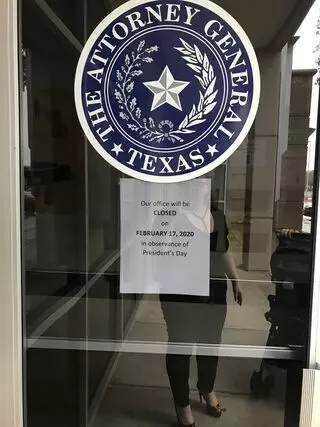 THE ATTORNEY GENERAL
★ TEXAS ★
Our office will be
CLOSED
on
FEBRUARY 17, 2020
in observance of
President's Day